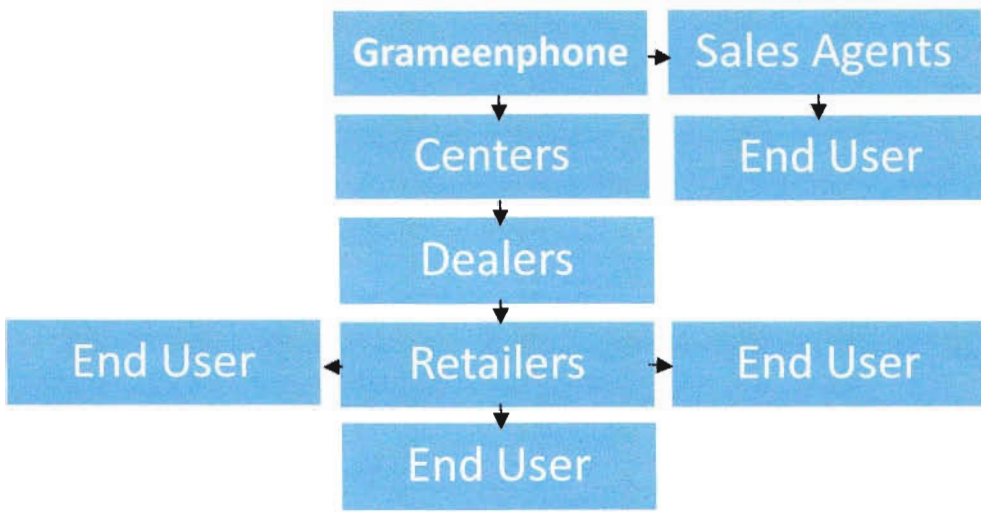 Grameenphone
Sales Agents
Centers
End User
Dealers
End User
Retailers
End User
End User